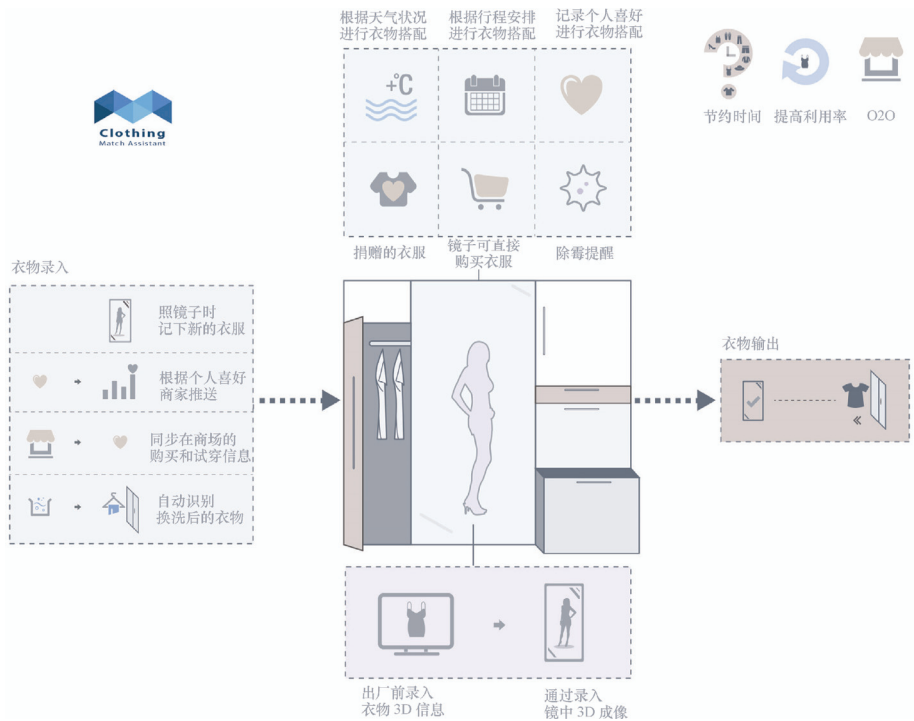 根据天气状况
进行衣物搭配
根据行程安排
进行衣物搭配
记录个人喜好
进行衣物搭配
+℃
节约时间
提高利用率
O2O
Clothing
Match Assistant
捐赠的衣服
镜子可直接
购买衣服
除霉提醒
衣物录入
照镜子时
记下新的衣服
根据个人喜好
商家推送
同步在商场的
购买和试穿信息
自动识别
换洗后的衣物
衣物输出
出厂前录入
衣物 3D 信息
通过录入
镜中 3D 成像